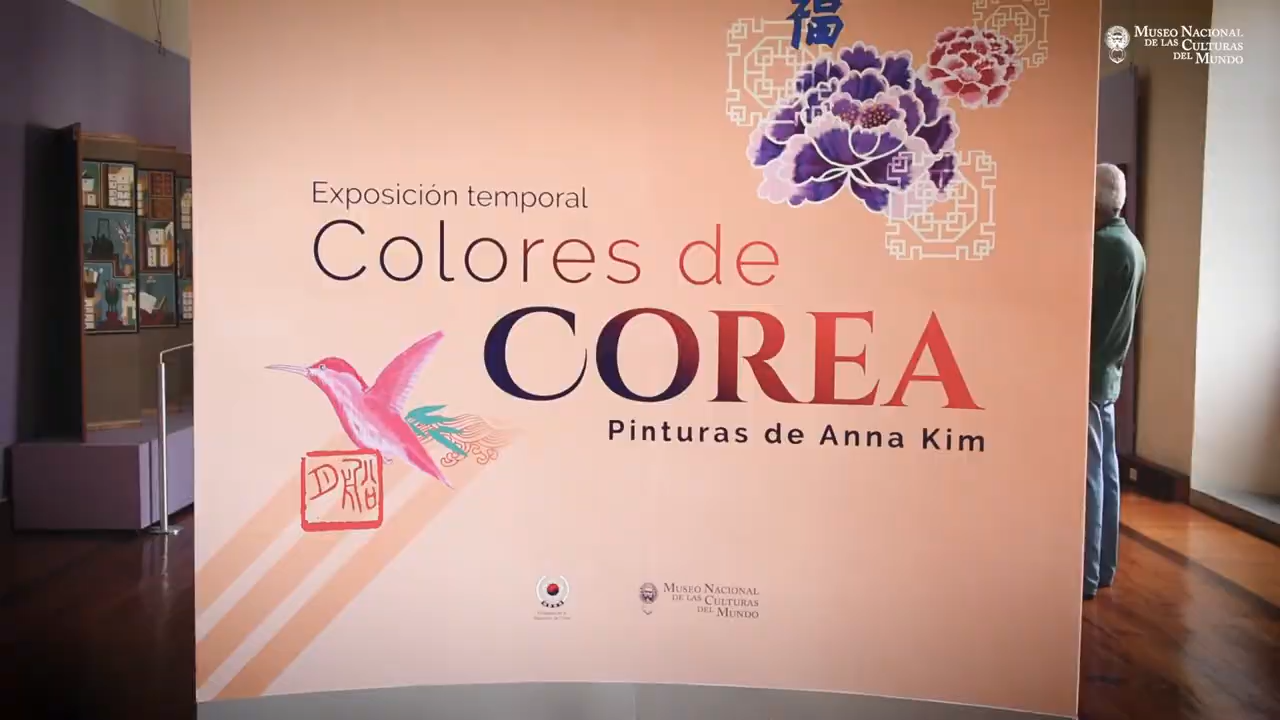 福
MUSEO NACIONAL
DE LAS CULTURAS
DEL MUNDO
Exposición temporal
Colores de
COREA
Pinturas de Anna Kim
MUSEO NACIONAL
DE LAS CULTURAS
DEL MUNDO